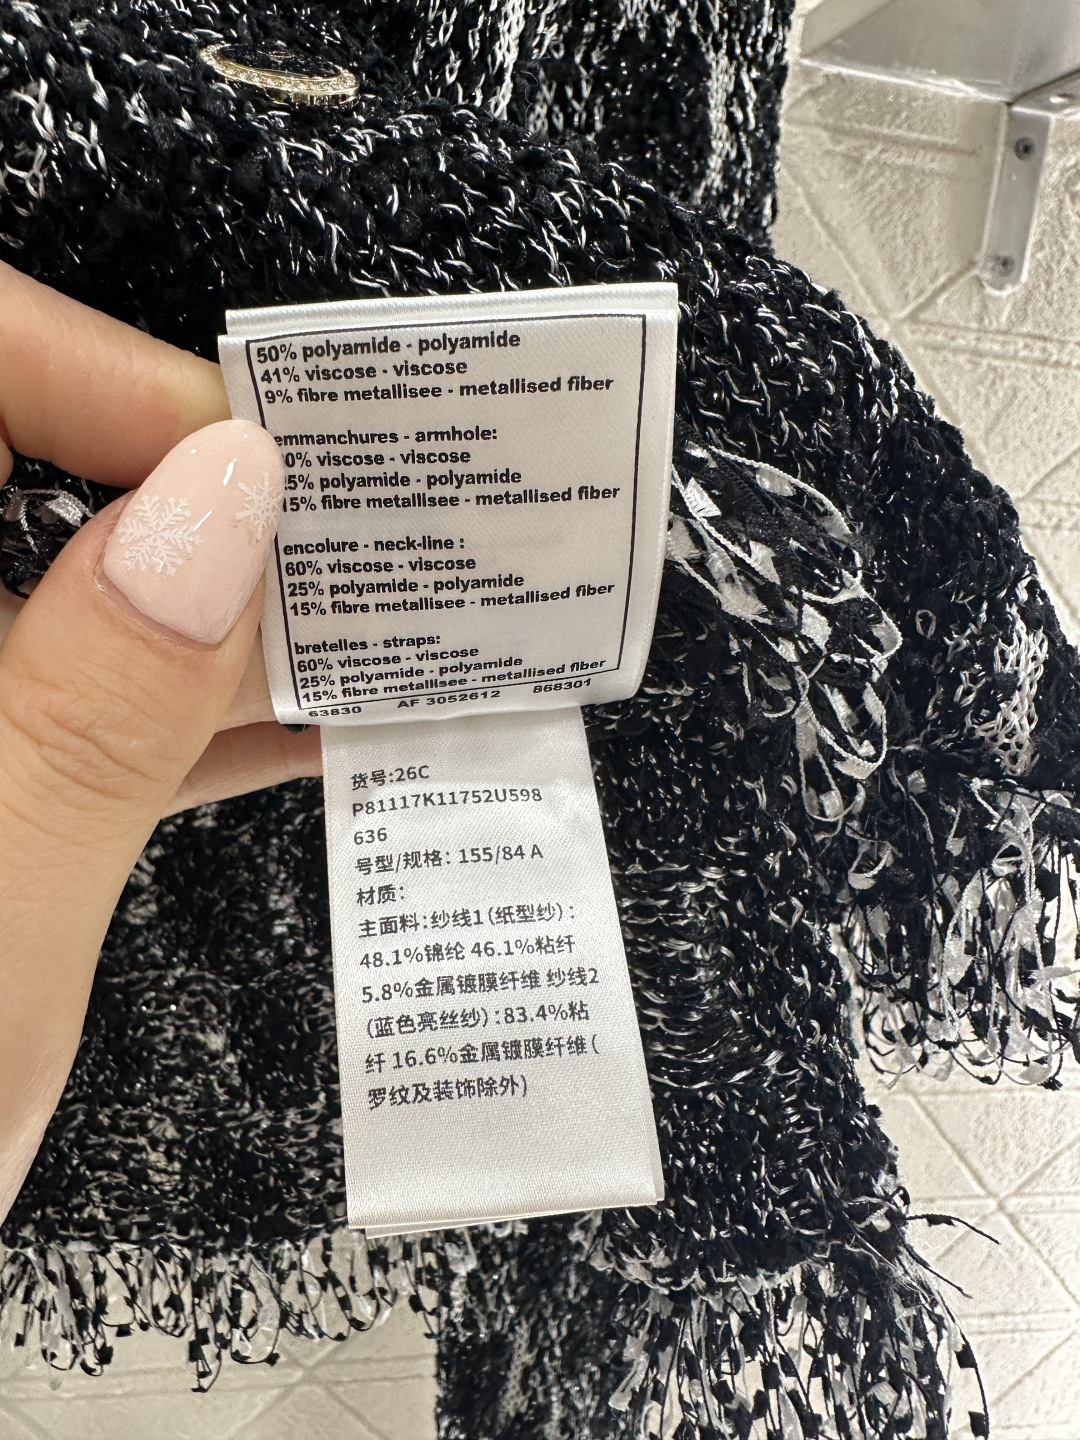 50% polyamide - polyamide
41% viscose - viscose
9% fibre metallisee - metallised fiber
emmanchures - armhole:
0% viscose - viscose
5% polyamide - polyamide
15% fibre metallisee - metallised fiber
encolure - neck-line :
60% viscose - viscose
25% polyamide - polyamide
15% fibre metallisee - metallised fiber
bretelles - straps:
60% viscose - viscose
25% polyamide - polyamide
15% fibre metallisee - metallised fiber
63830 AF 3052612 868301
货号:26C
P81117K11752U598
636
号型/规格: 155/84 A
材质:
主面料:纱线1(纸型纱):
48.1%锦纶 46.1%粘纤
5.8%金属镀膜纤维 纱线2
(蓝色亮丝纱):83.4%粘
纤 16.6%金属镀膜纤维(
罗纹及装饰除外)